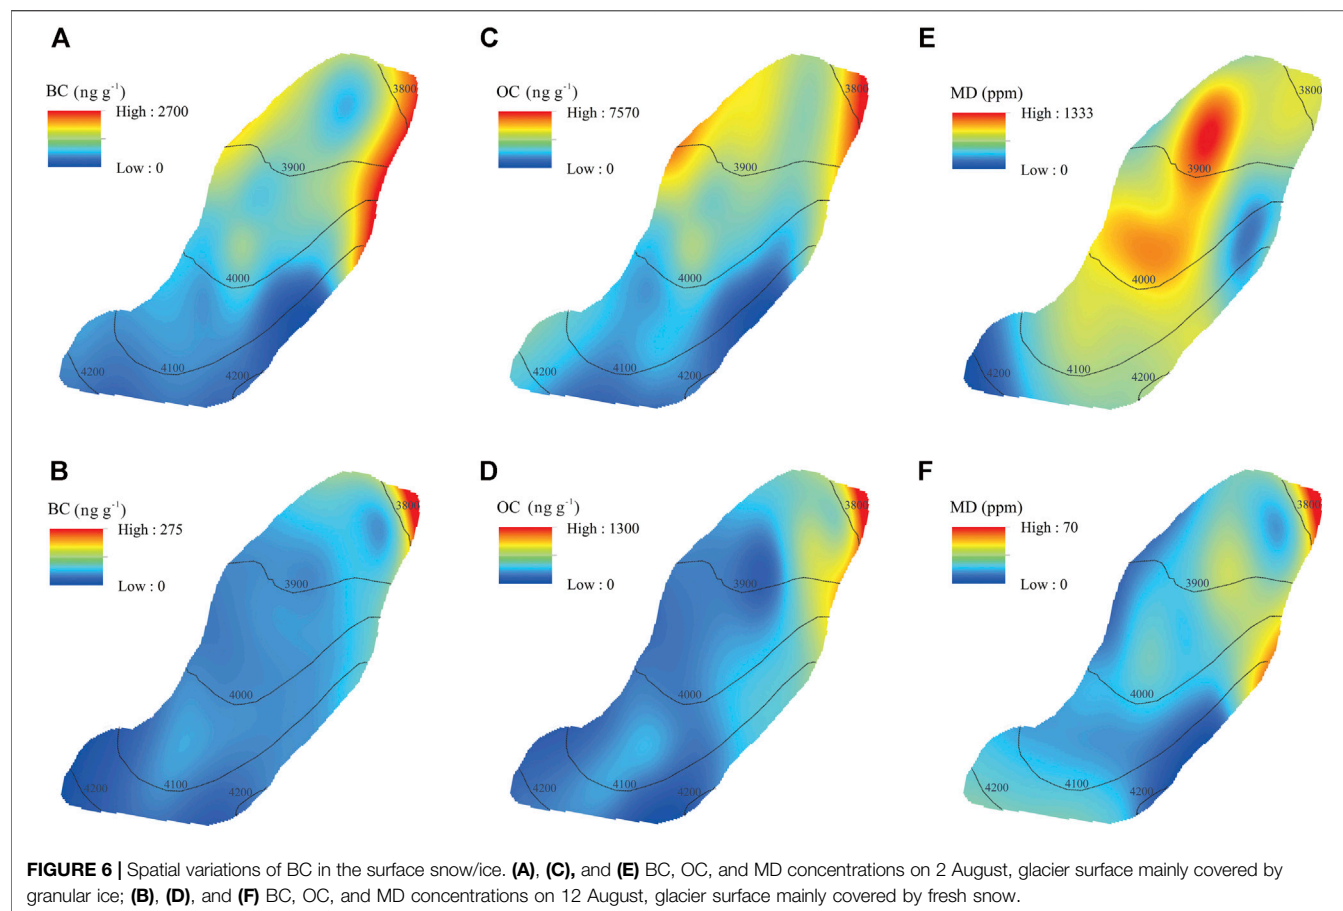 A
BC (ng g⁻¹)
High : 2700
Low : 0
3800
3900
4000
4100
4200
4200
C
OC (ng g⁻¹)
High : 7570
Low : 0
3800
3900
4000
4100
4200
4200
E
MD (ppm)
High : 1333
Low : 0
3800
3900
4000
4100
4200
4200
B
BC (ng g⁻¹)
High : 275
Low : 0
3800
3900
4000
4100
4200
4200
D
OC (ng g⁻¹)
High : 1300
Low : 0
3800
3900
4000
4100
4200
4200
F
MD (ppm)
High : 70
Low : 0
3800
3900
4000
4100
4200
4200
FIGURE 6 | Spatial variations of BC in the surface snow/ice. (A), (C), and (E) BC, OC, and MD concentrations on 2 August, glacier surface mainly covered by
granular ice; (B), (D), and (F) BC, OC, and MD concentrations on 12 August, glacier surface mainly covered by fresh snow.